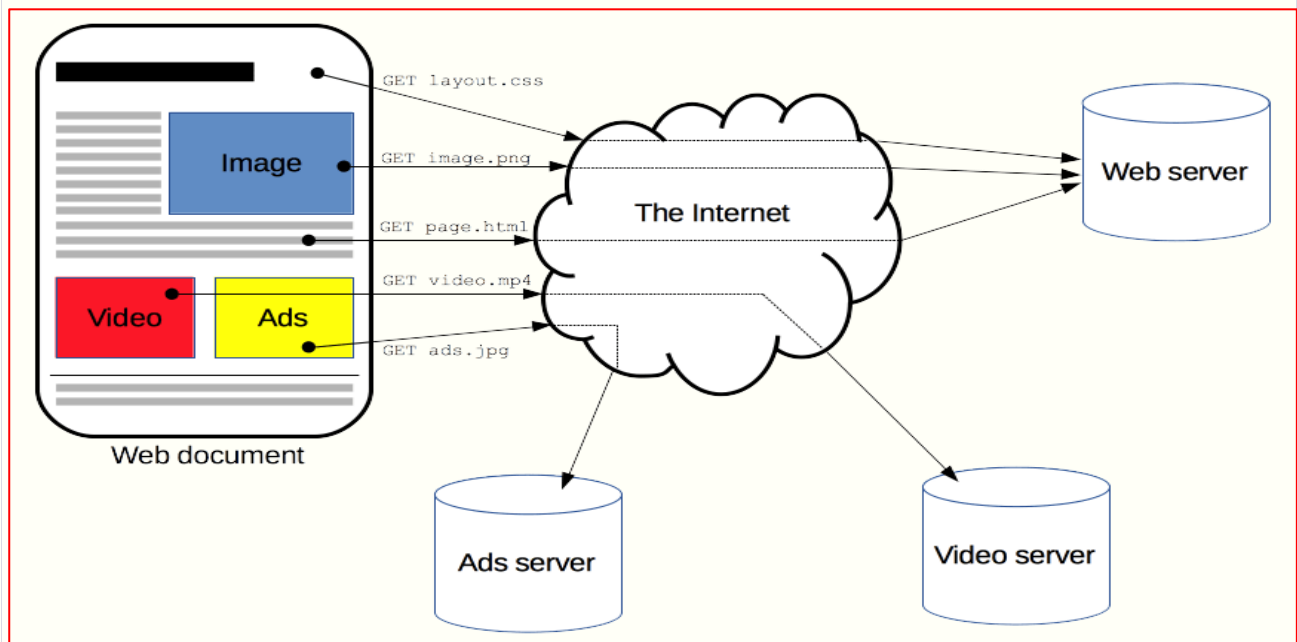 GET layout.css
Image
GET image.png
Web server
The Internet
GET page.html
GET video.mp4
Video
Ads
GET ads.jpg
Web document
Ads server
Video server